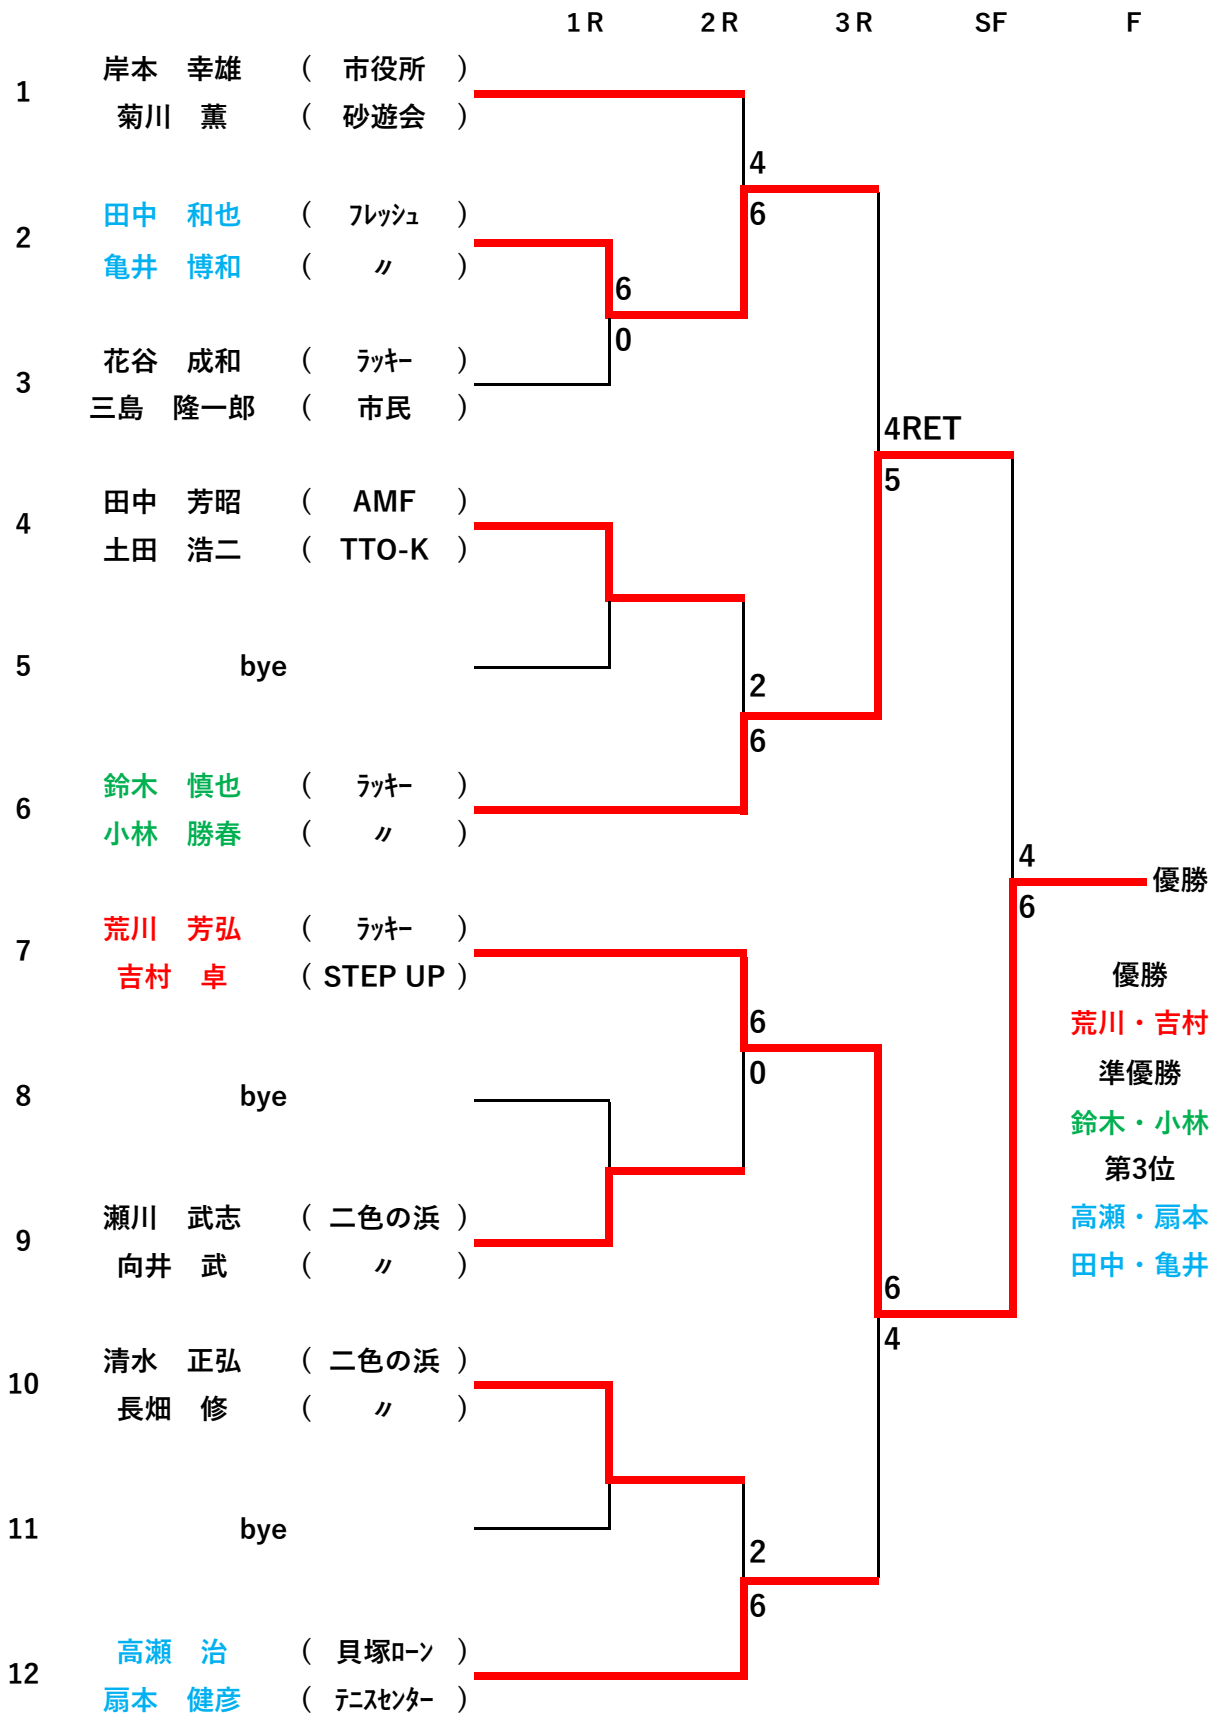 1R 2R 3R SF F
岸本 幸雄 ( 市役所 )
1
菊川 薫 ( 砂遊会 )
4
田中 和也 ( ﾌﾚｯｼｭ )
6
2
亀井 博和 ( 〃 )
6
0
花谷 成和 ( ﾗｯｷｰ )
3
三島 隆一郎 ( 市民 )
4RET
5
田中 芳昭 ( AMF )
4
土田 浩二 ( TTO-K )
5 bye
2
6
鈴木 慎也 ( ﾗｯｷｰ )
6
小林 勝春 ( 〃 )
4
優勝
6
荒川 芳弘 ( ﾗｯｷｰ )
7
吉村 卓 ( STEP UP )
優勝
6
荒川・吉村
0
準優勝
8 bye
鈴木・小林
第3位
瀬川 武志 ( 二色の浜 )
高瀬・扇本
9
向井 武 ( 〃 )
田中・亀井
6
4
清水 正弘 ( 二色の浜 )
10
長畑 修 ( 〃 )
11 bye
2
6
高瀬 治 ( 貝塚ﾛｰﾝ )
12
扇本 健彦 ( ﾃﾆｽｾﾝﾀｰ )